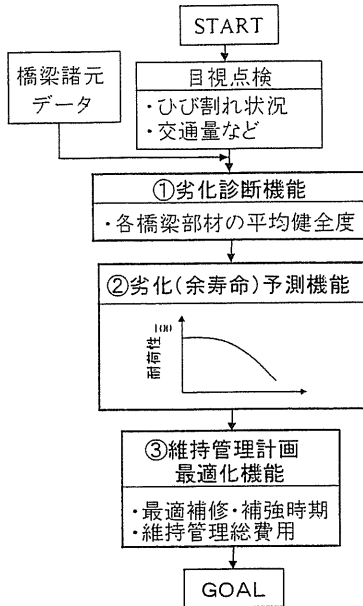 START
橋梁諸元
データ
目視点検
・ひび割れ状況
・交通量など
①劣化診断機能
・各橋梁部材の平均健全度
②劣化(余寿命)予測機能
100
耐荷性
③維持管理計画
最適化機能
・最適補修・補強時期
・維持管理総費用
GOAL